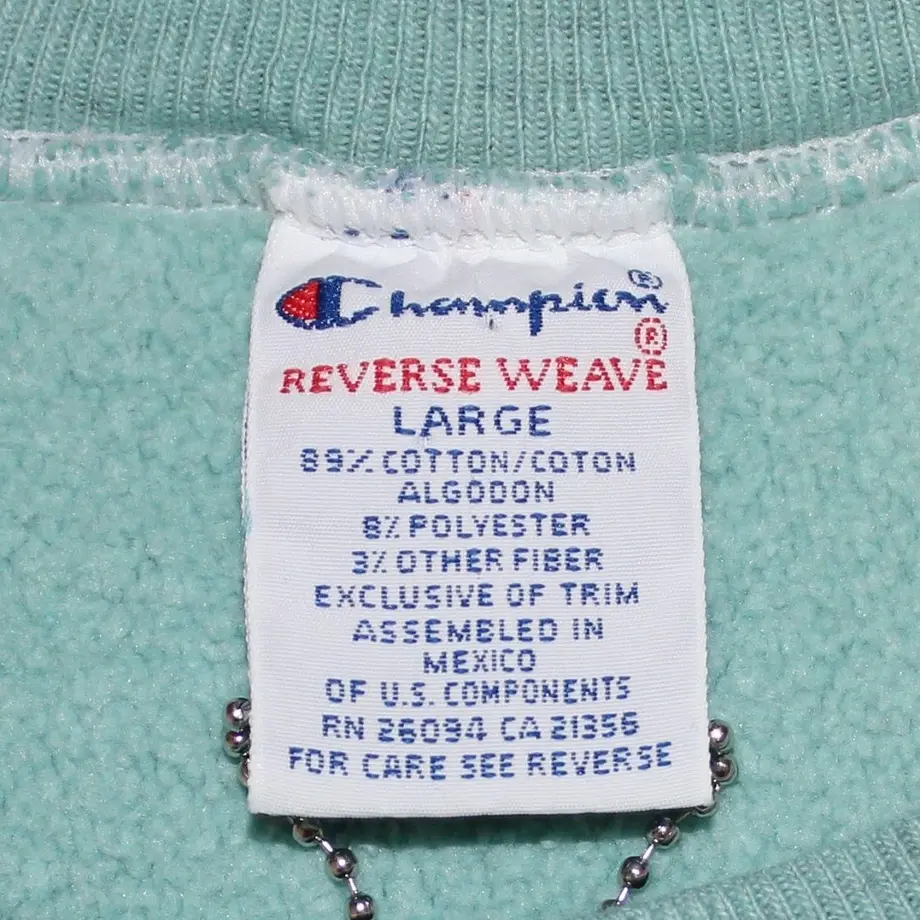 Champion®
®
REVERSE WEAVE
LARGE
89% COTTON/COTON
ALGODON
8% POLYESTER
3% OTHER FIBER
EXCLUSIVE OF TRIM
ASSEMBLED IN
MEXICO
OF U.S. COMPONENTS
RN 26094 CA 21356
FOR CARE SEE REVERSE